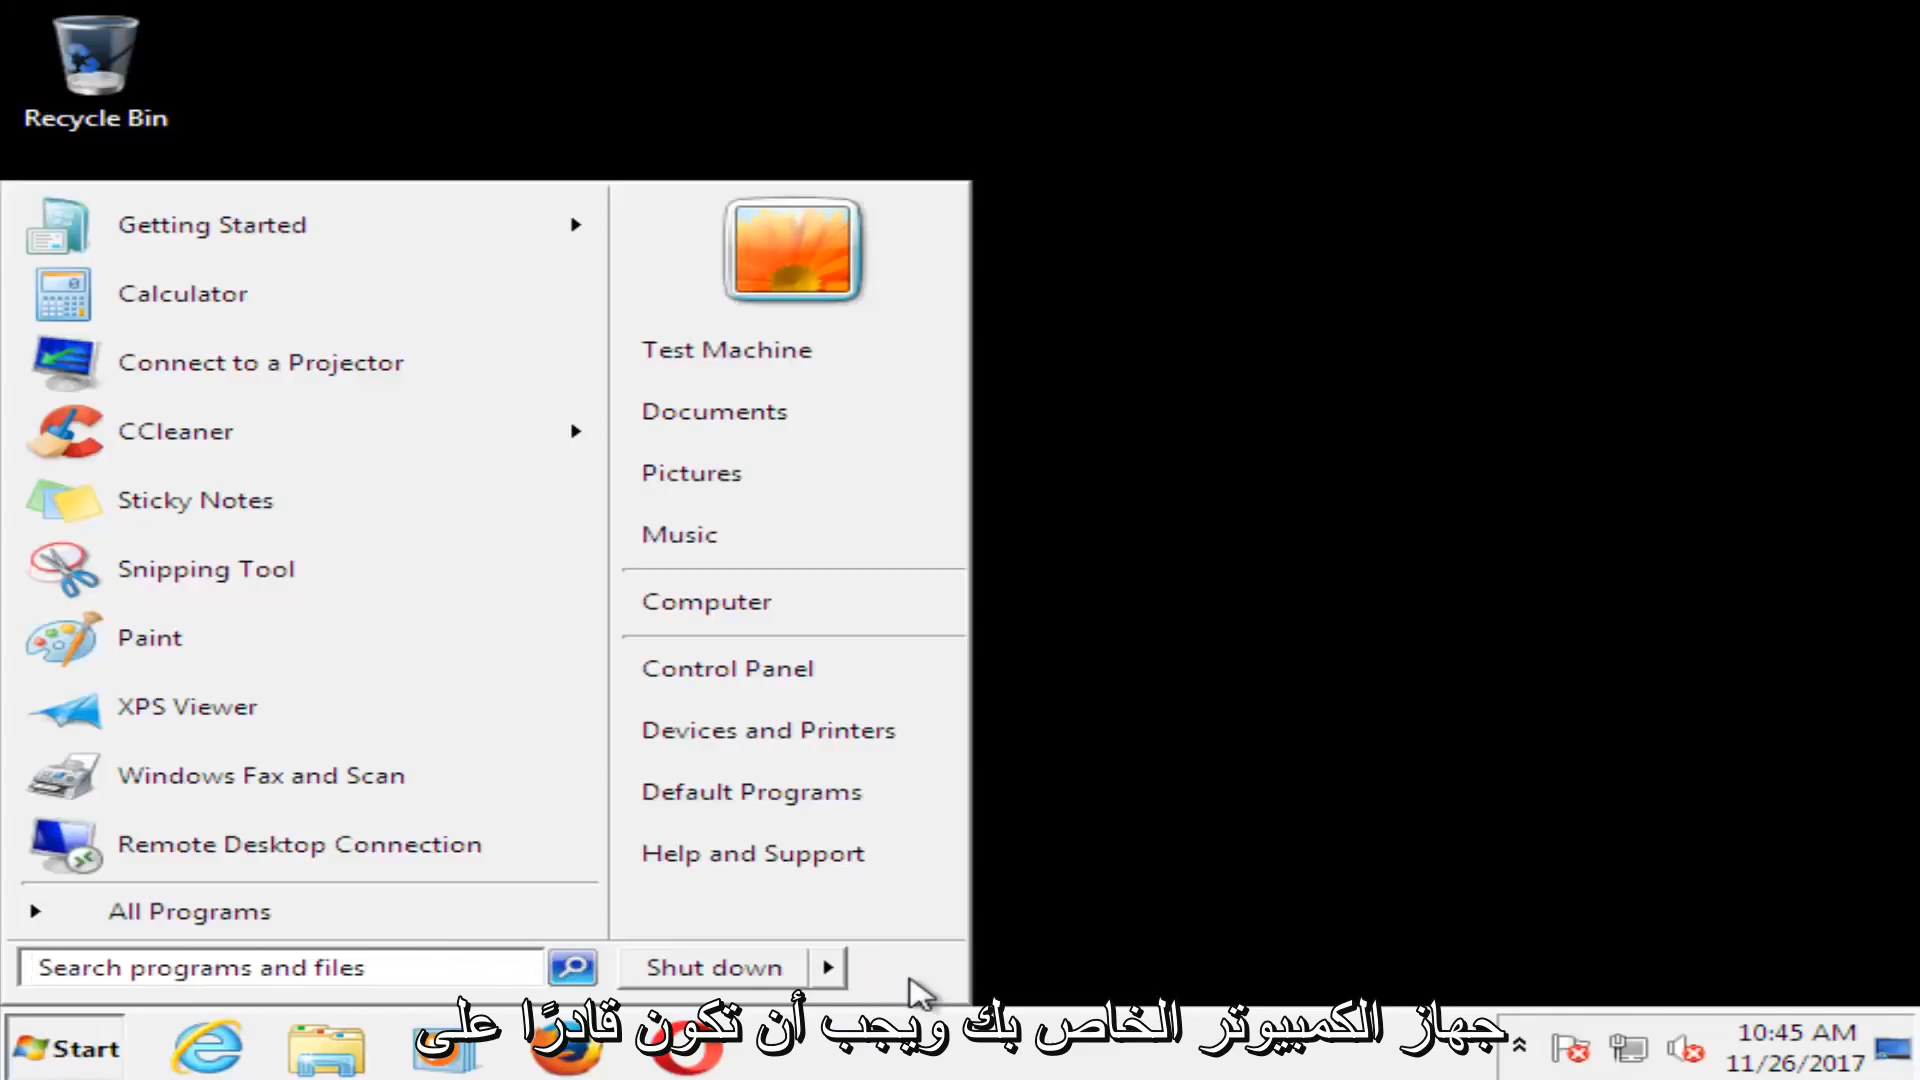 Recycle Bin
Getting Started
Calculator
Connect to a Projector
CCleaner
Sticky Notes
Snipping Tool
Paint
XPS Viewer
Windows Fax and Scan
Remote Desktop Connection
All Programs
Search programs and files
Test Machine
Documents
Pictures
Music
Computer
Control Panel
Devices and Printers
Default Programs
Help and Support
Shut down
جهاز الكمبيوتر الخاص بك ويجب أن تكون قادرًا على
Start
10:45 AM
11/26/2017